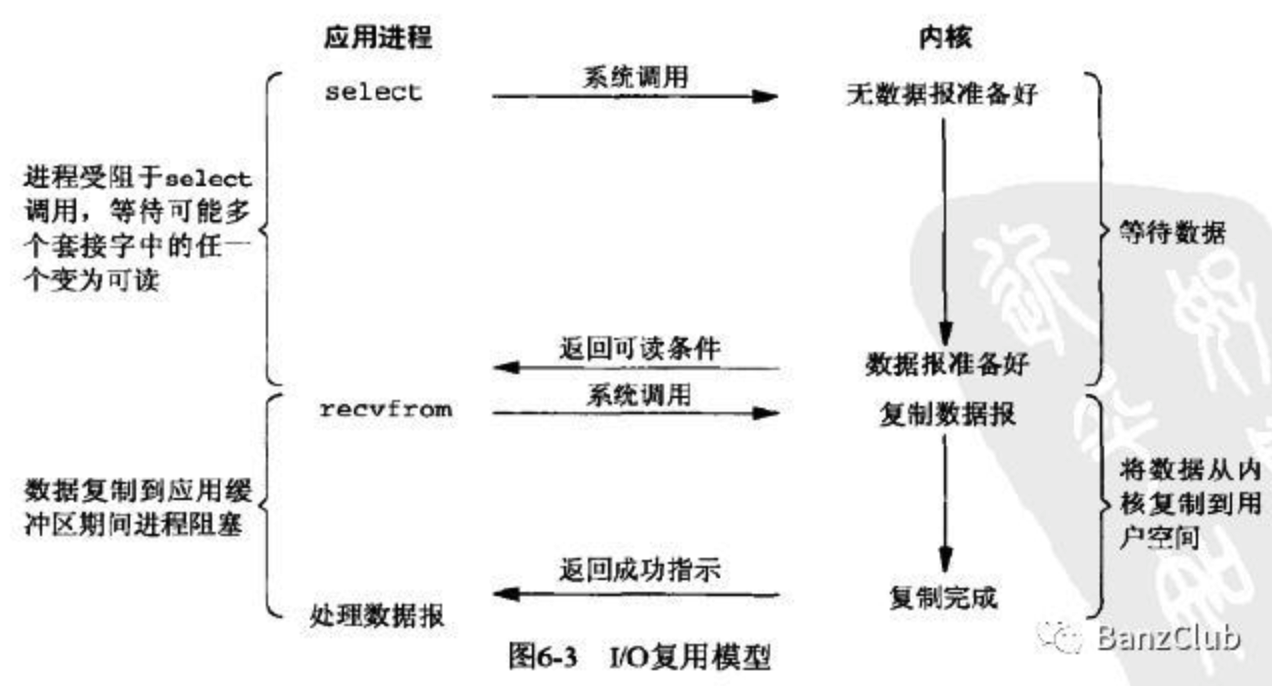 应用进程
内核
select
系统调用
无数据报准备好
进程受阻于select
调用，等待可能多
个套接字中的任一
个变为可读
等待数据
返回可读条件
数据报准备好
recvfrom
系统调用
复制数据报
数据复制到应用缓
冲区期间进程阻塞
将数据从内
核复制到用
户空间
返回成功指示
复制完成
处理数据报
图6-3 I/O复用模型
BanzClub